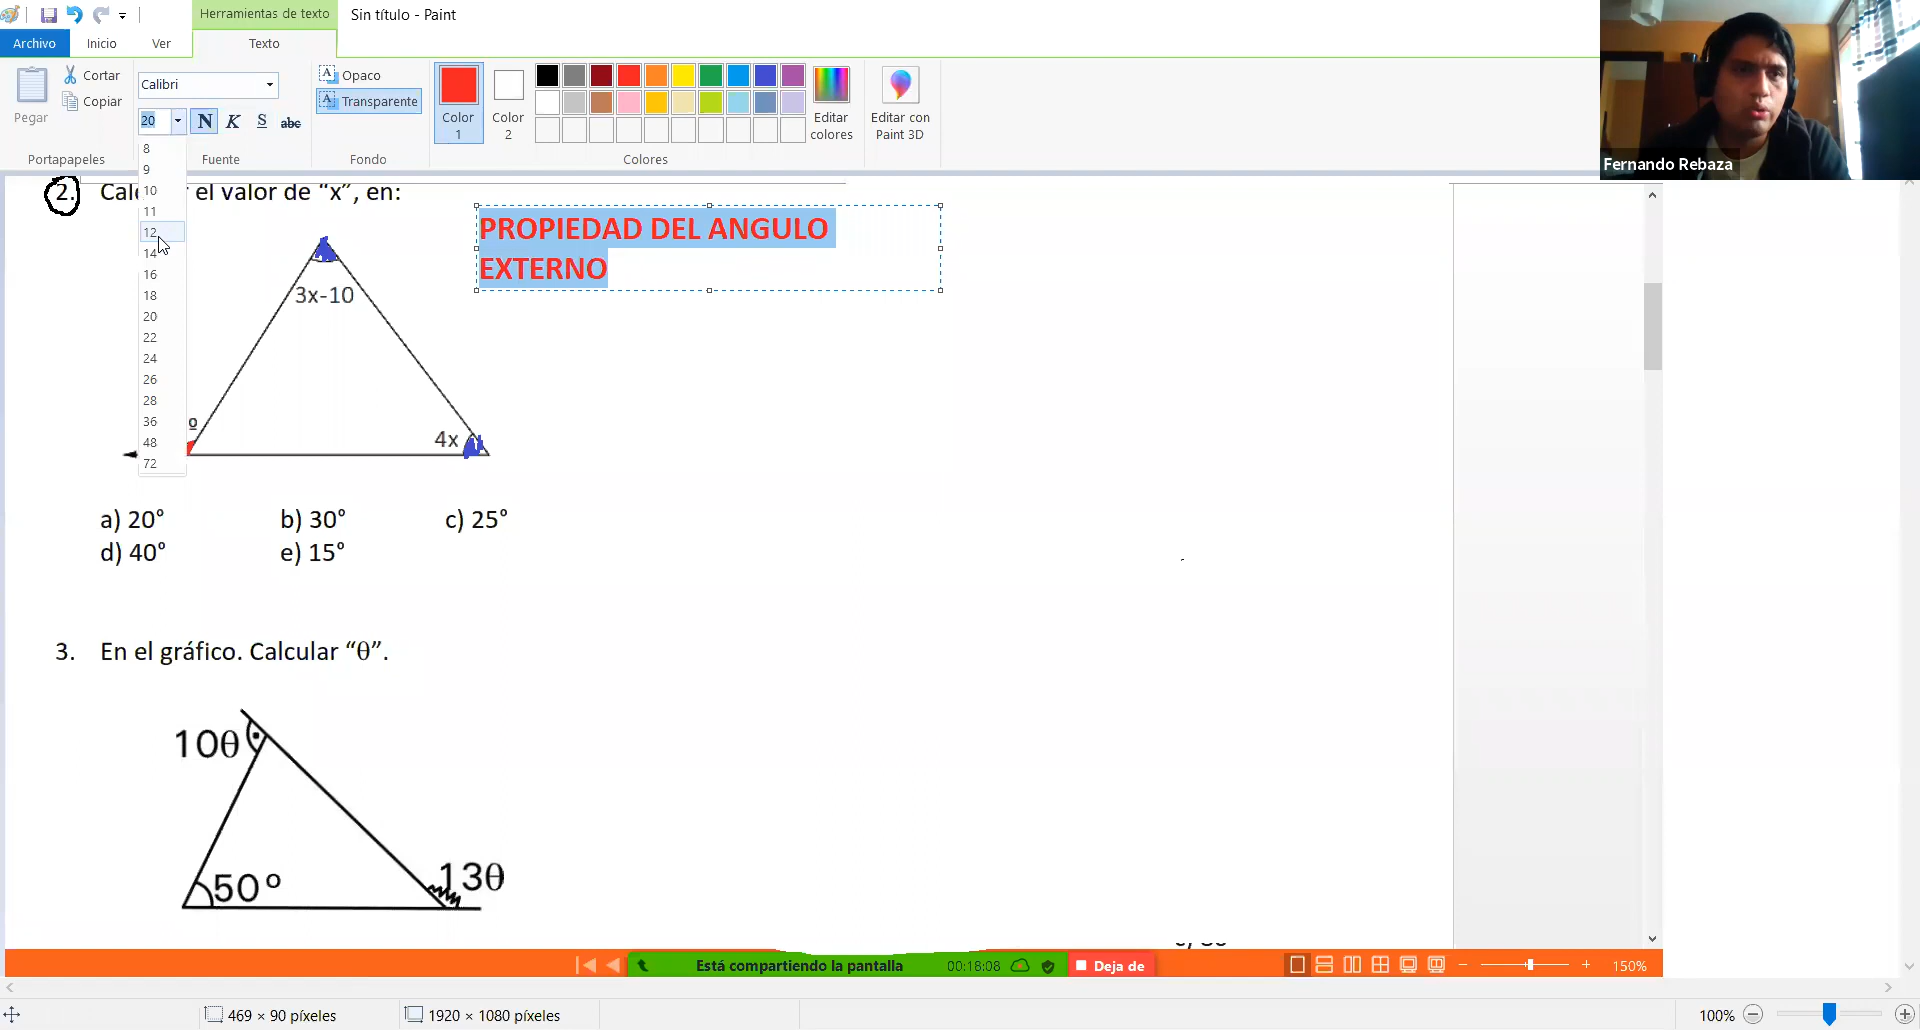 Herramientas de texto
Sin título - Paint
Archivo
Inicio
Ver
Texto
Pegar
Cortar
Copiar
Portapapeles
Calibri
20
N K S abc
Fuente
Opaco
Transparente
Fondo
Color 1
Color 2
Colores
Editar colores
Editar con Paint 3D
Fernando Rebaza
8
9
10
11
12
14
16
18
20
22
24
26
28
36
48
72
2. Cal r el valor de “x”, en:
PROPIEDAD DEL ANGULO
EXTERNO
3x-10
º
4x
a) 20° b) 30° c) 25°
d) 40° e) 15°
3. En el gráfico. Calcular “θ”.
10θ
50°
13θ
Está compartiendo la pantalla
00:18:08
Deja de
150%
469 × 90 píxeles
1920 × 1080 píxeles
100%